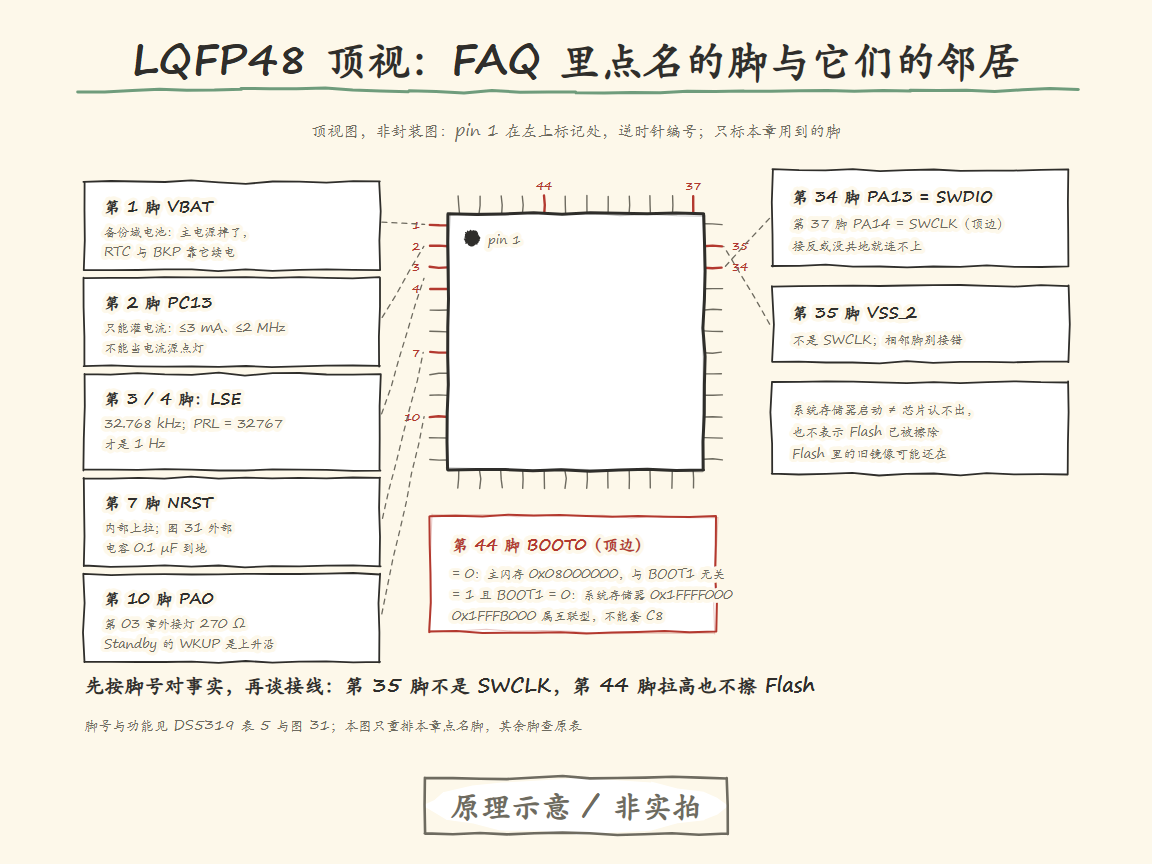 LQFP48 顶视：FAQ 里点名的脚与它们的邻居
顶视图，非封装图：pin 1 在左上标记处，逆时针编号；只标本章用到的脚
第 1 脚 VBAT
备份域电池：主电源掉了，
RTC 与 BKP 靠它续电
第 2 脚 PC13
只能灌电流：≤3 mA、≤2 MHz
不能当电流源点灯
第 3 / 4 脚：LSE
32.768 kHz；PRL = 32767
才是 1 Hz
第 7 脚 NRST
内部上拉；图 31 外部
电容 0.1 µF 到地
第 10 脚 PA0
第 03 章外接灯 270 Ω
Standby 的 WKUP 是上升沿
44
37
1
2
3
4
7
10
pin 1
35
34
第 34 脚 PA13 = SWDIO
第 37 脚 PA14 = SWCLK（顶边）
接反或没共地就连不上
第 35 脚 VSS_2
不是 SWCLK；相邻脚别接错
系统存储器启动 ≠ 芯片认不出，
也不表示 Flash 已被擦除
Flash 里的旧镜像可能还在
第 44 脚 BOOT0（顶边）
= 0：主闪存 0x08000000，与 BOOT1 无关
= 1 且 BOOT1 = 0：系统存储器 0x1FFFF000
0x1FFFB000 属互联型，不能套 C8
先按脚号对事实，再谈接线：第 35 脚不是 SWCLK，第 44 脚拉高也不擦 Flash
脚号与功能见 DS5319 表 5 与图 31；本图只重排本章点名脚，其余脚查原表
原理示意 / 非实拍